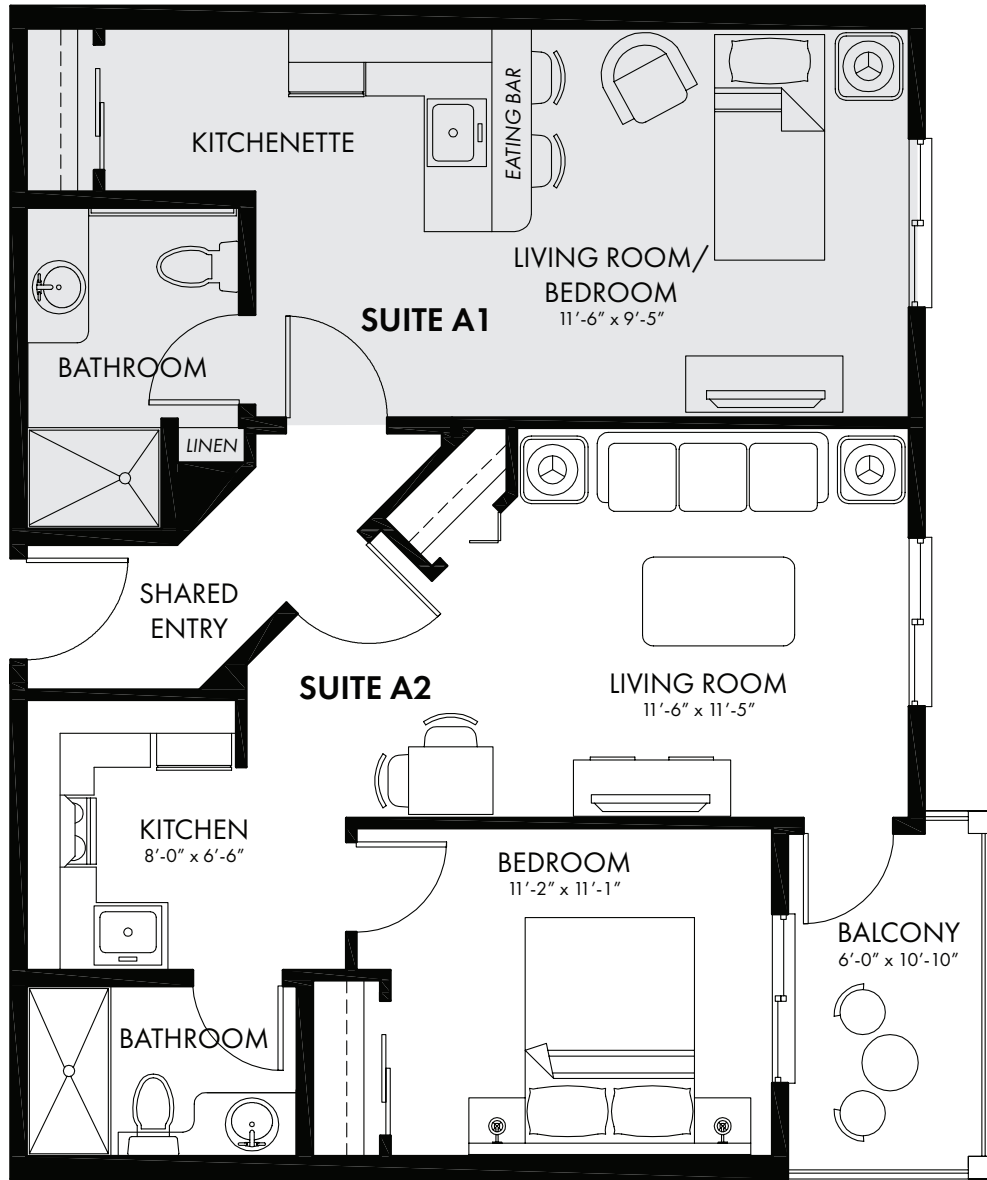 KITCHENETTE
EATING BAR
LIVING ROOM/
BEDROOM
11'-6" x 9'-5"
SUITE A1
BATHROOM
LINEN
SHARED
ENTRY
SUITE A2
LIVING ROOM
11'-6" x 11'-5"
KITCHEN
8'-0" x 6'-6"
BEDROOM
11'-2" x 11'-1"
BALCONY
6'-0" x 10'-10"
BATHROOM